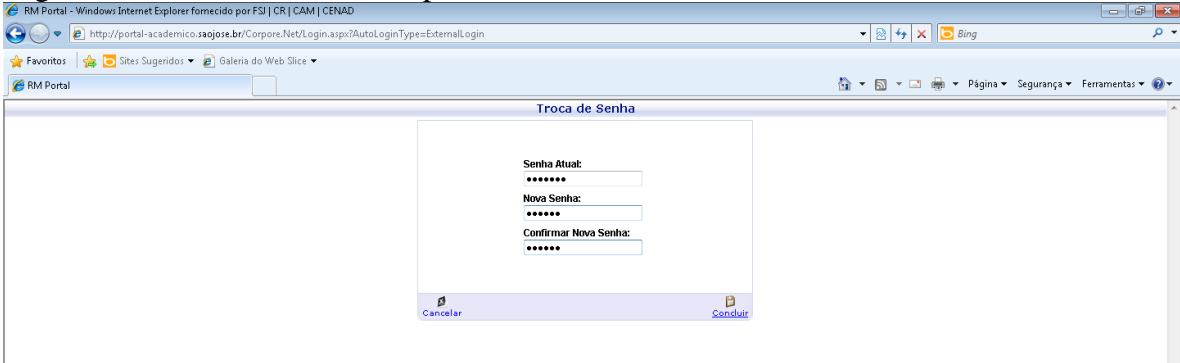 RM Portal - Windows Internet Explorer fornecido por FSJ | CR | CAM | CENAD
http://portal-academico.saojose.br/Corpore.Net/Login.aspx?AutoLoginType=ExternalLogin
Bing
Favoritos Sites Sugeridos Galeria do Web Slice
RM Portal
Página Segurança Ferramentas
Troca de Senha
Senha Atual:
•••••••
Nova Senha:
••••••
Confirmar Nova Senha:
••••••
Cancelar Concluir